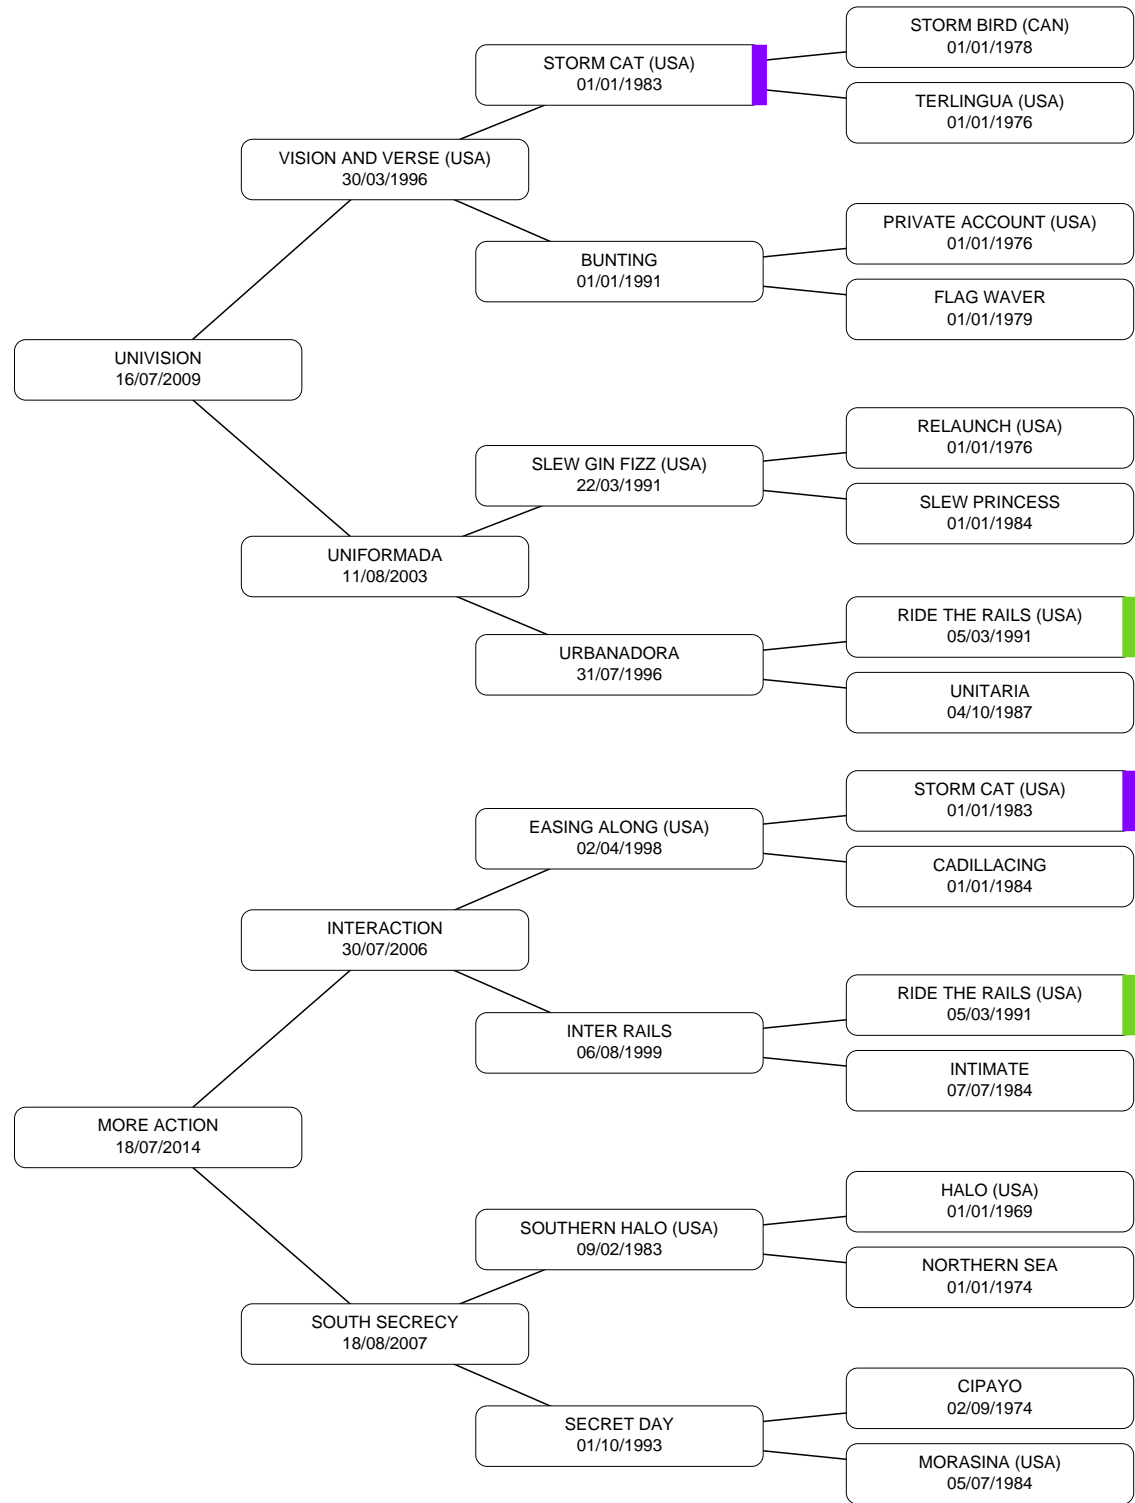 STORM BIRD (CAN)
01/01/1978
STORM CAT (USA)
01/01/1983
TERLINGUA (USA)
01/01/1976
VISION AND VERSE (USA)
30/03/1996
PRIVATE ACCOUNT (USA)
01/01/1976
BUNTING
01/01/1991
FLAG WAVER
01/01/1979
UNIVISION
16/07/2009
RELAUNCH (USA)
01/01/1976
SLEW GIN FIZZ (USA)
22/03/1991
SLEW PRINCESS
01/01/1984
UNIFORMADA
11/08/2003
RIDE THE RAILS (USA)
05/03/1991
URBANADORA
31/07/1996
UNITARIA
04/10/1987
STORM CAT (USA)
01/01/1983
EASING ALONG (USA)
02/04/1998
CADILLACING
01/01/1984
INTERACTION
30/07/2006
RIDE THE RAILS (USA)
05/03/1991
INTER RAILS
06/08/1999
INTIMATE
07/07/1984
MORE ACTION
18/07/2014
HALO (USA)
01/01/1969
SOUTHERN HALO (USA)
09/02/1983
NORTHERN SEA
01/01/1974
SOUTH SECRECY
18/08/2007
CIPAYO
02/09/1974
SECRET DAY
01/10/1993
MORASINA (USA)
05/07/1984